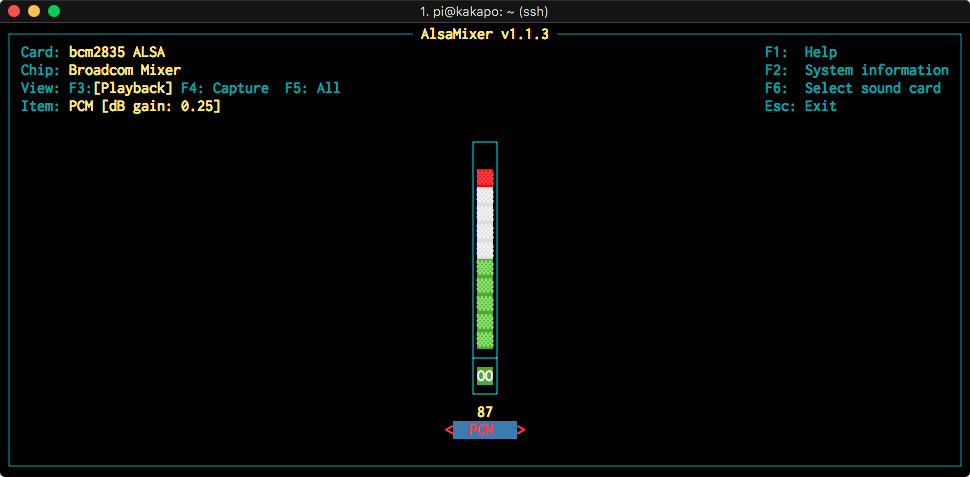 1. pi@kakapo: ~ (ssh)
AlsaMixer v1.1.3
Card: bcm2835 ALSA F1: Help
Chip: Broadcom Mixer F2: System information
View: F3:[Playback] F4: Capture F5: All F6: Select sound card
Item: PCM [dB gain: 0.25] Esc: Exit
OO
87
< PCM >